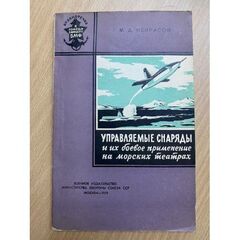 М. Д. НЕКРАСОВ
УПРАВЛЯЕМЫЕ СНАРЯДЫ
и их боевое применение
на морских театрах
ВОЕННОЕ ИЗДАТЕЛЬСТВО
МИНИСТЕРСТВА ОБОРОНЫ СОЮЗА ССР